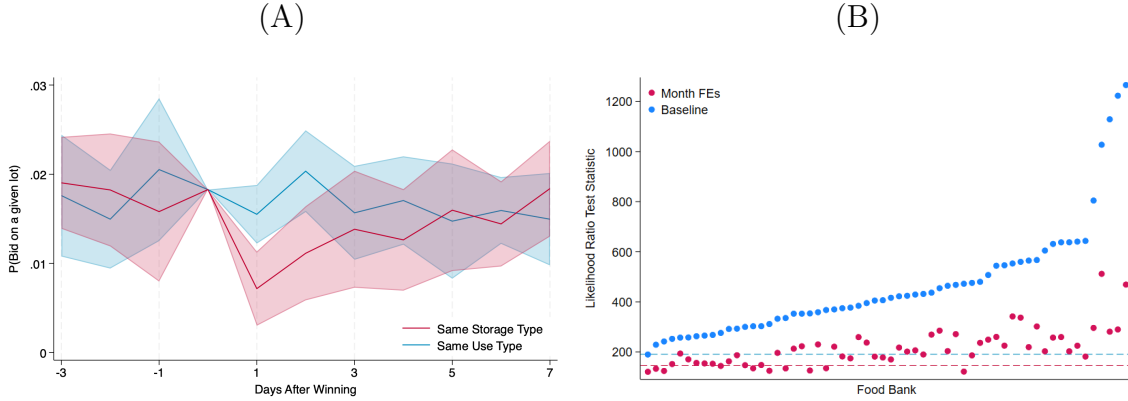 (A)
P(Bid on a given lot)
.03
.02
.01
0
-3
-1
1
3
5
7
Days After Winning
Same Storage Type
Same Use Type
(B)
Likelihood Ratio Test Statistic
1200
1000
800
600
400
200
Month FEs
Baseline
Food Bank